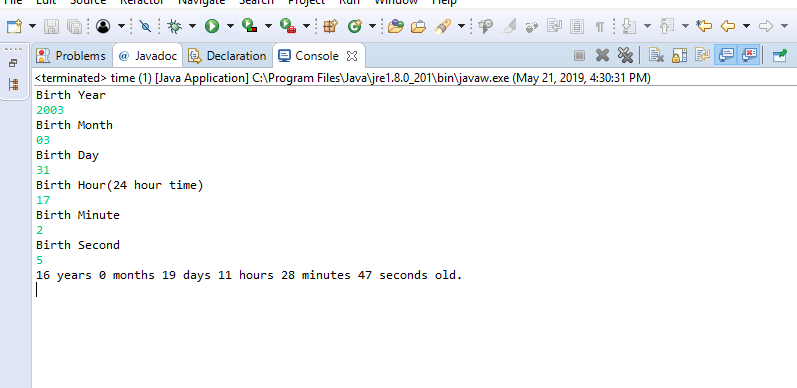 File Edit Source Refactor Navigate Search Project Run Window Help
Problems @ Javadoc Declaration Console
<terminated> time (1) [Java Application] C:\Program Files\Java\jre1.8.0_201\bin\javaw.exe (May 21, 2019, 4:30:31 PM)
Birth Year
2003
Birth Month
03
Birth Day
31
Birth Hour(24 hour time)
17
Birth Minute
2
Birth Second
5
16 years 0 months 19 days 11 hours 28 minutes 47 seconds old.